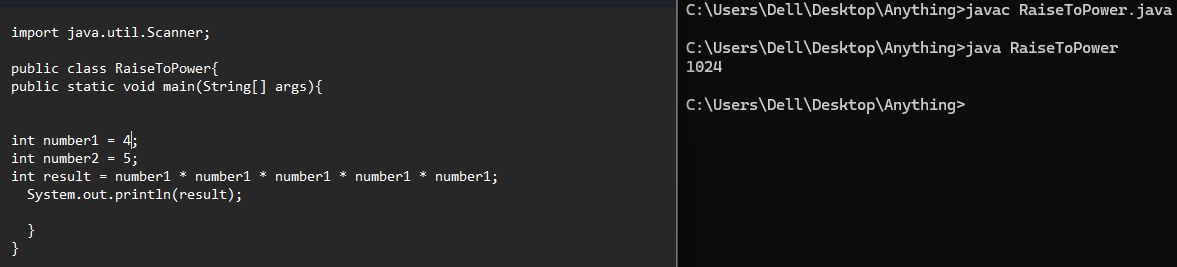 import java.util.Scanner;
public class RaiseToPower{
public static void main(String[] args){
int number1 = 4;
int number2 = 5;
int result = number1 * number1 * number1 * number1 * number1;
System.out.println(result);
}
}
C:\Users\Dell\Desktop\Anything>javac RaiseToPower.java
C:\Users\Dell\Desktop\Anything>java RaiseToPower
1024
C:\Users\Dell\Desktop\Anything>